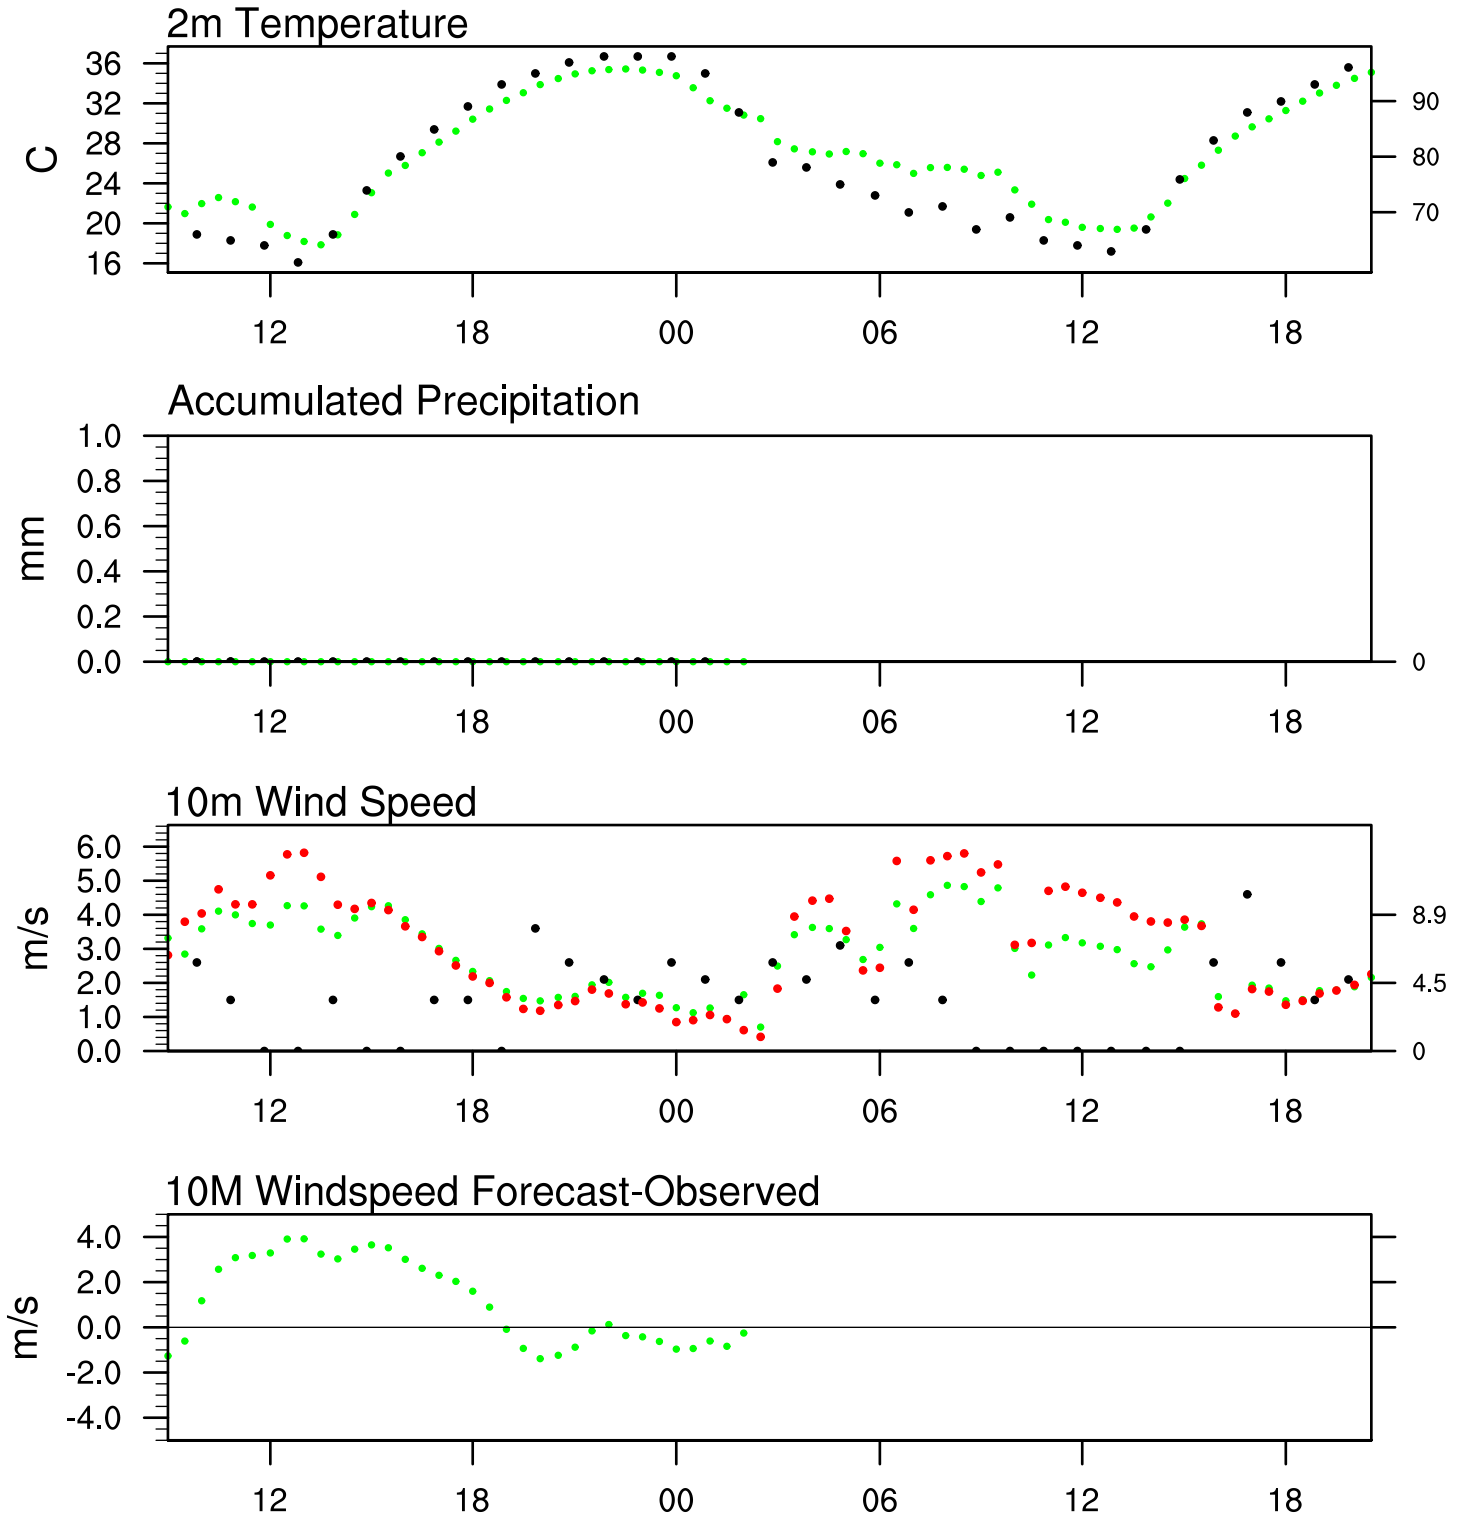 2m Temperature
36
32
28
24
20
16
C
90
80
70
12 18 00 06 12 18
Accumulated Precipitation
1.0
0.8
0.6
0.4
0.2
0.0
mm
0
12 18 00 06 12 18
10m Wind Speed
6.0
5.0
4.0
3.0
2.0
1.0
0.0
m/s
8.9
4.5
0
12 18 00 06 12 18
10M Windspeed Forecast-Observed
4.0
2.0
0.0
-2.0
-4.0
m/s
12 18 00 06 12 18